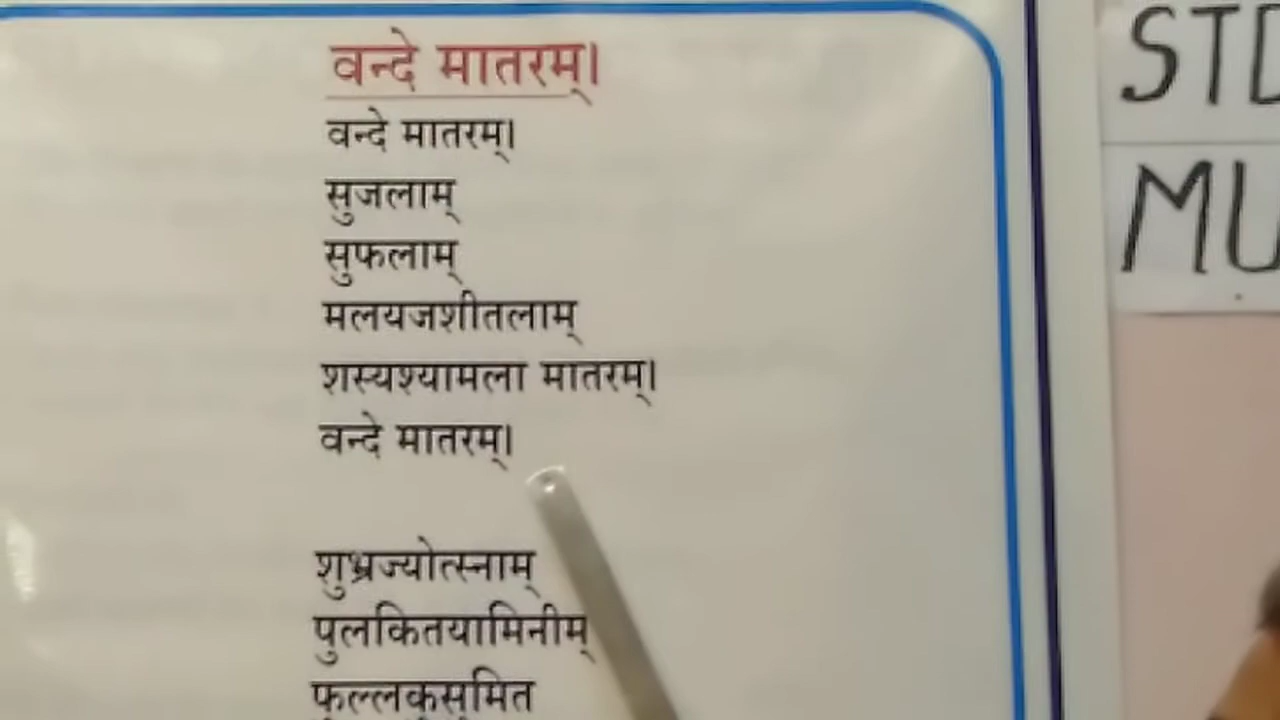 वन्दे मातरम्।
वन्दे मातरम्।
सुजलाम्
सुफलाम्
मलयजशीतलाम्
शस्यश्यामला मातरम्।
वन्दे मातरम्।
शुभ्रज्योत्स्नाम्
पुलकितयामिनीम्
फुल्लकुसुमित
STD
MU